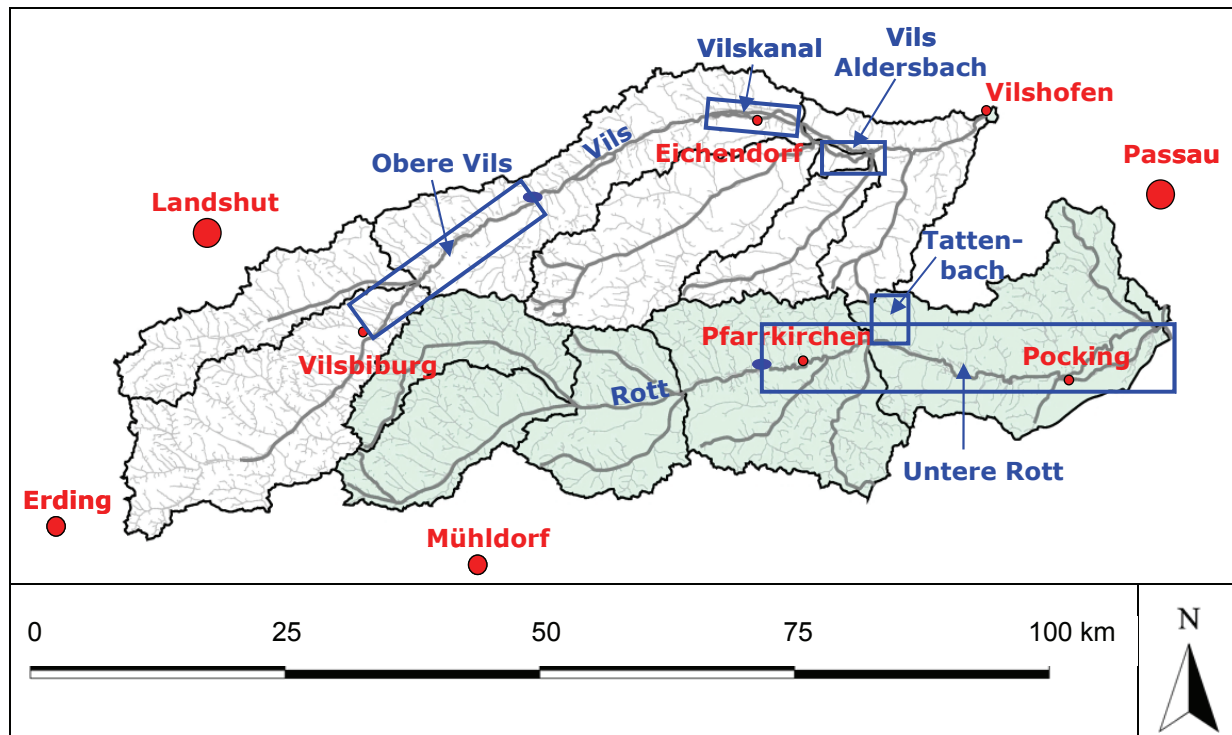 Vilskanal
Vils
Aldersbach
Vilshofen
Vils
Eichendorf
Obere Vils
Passau
Landshut
Tatten-
bach
Pfarrkirchen
Vilsbiburg
Pocking
Rott
Untere Rott
Erding
Mühldorf
0 25 50 75 100 km
N